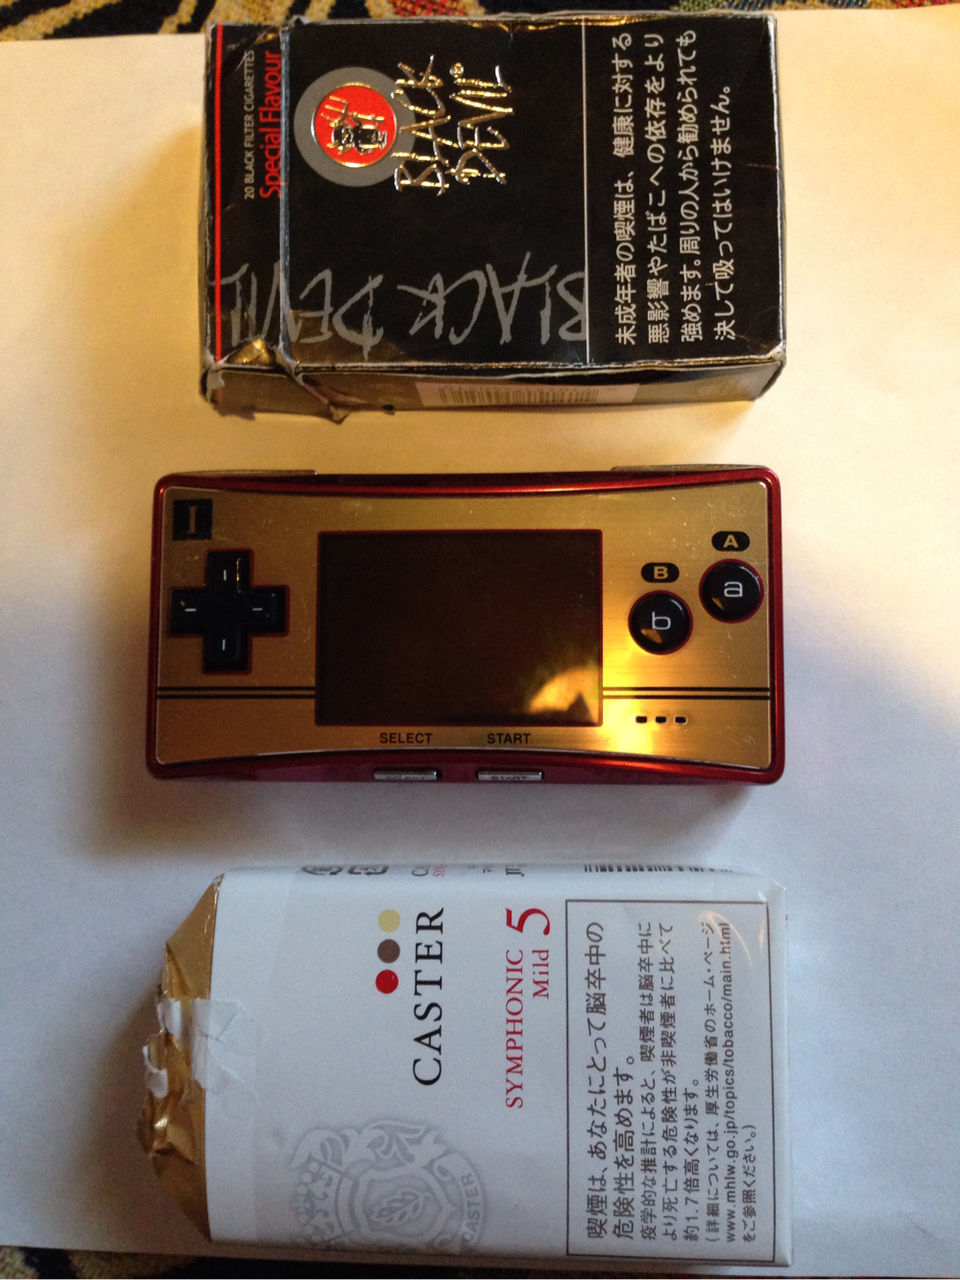 20 BLACK FILTER CIGARETTES
Special Flavour
BLACK
DEVIL®
BLACK DEVIL
未成年者の喫煙は、健康に対する
悪影響やたばこへの依存をより
強めます。周りの人から勧められても
決して吸ってはいけません。
I
B
A
SELECT
START
SELECT
START
CASTER
SYMPHONIC 5
Mild
CASTER
喫煙は、あなたにとって脳卒中の
危険性を高めます。
疫学的な推計によると、喫煙者は脳卒中に
より死亡する危険性が非喫煙者に比べて
約1.7倍高くなります。
(詳細については、厚生労働省のホーム・ページ
www.mhlw.go.jp/topics/tobacco/main.html
をご参照ください。)